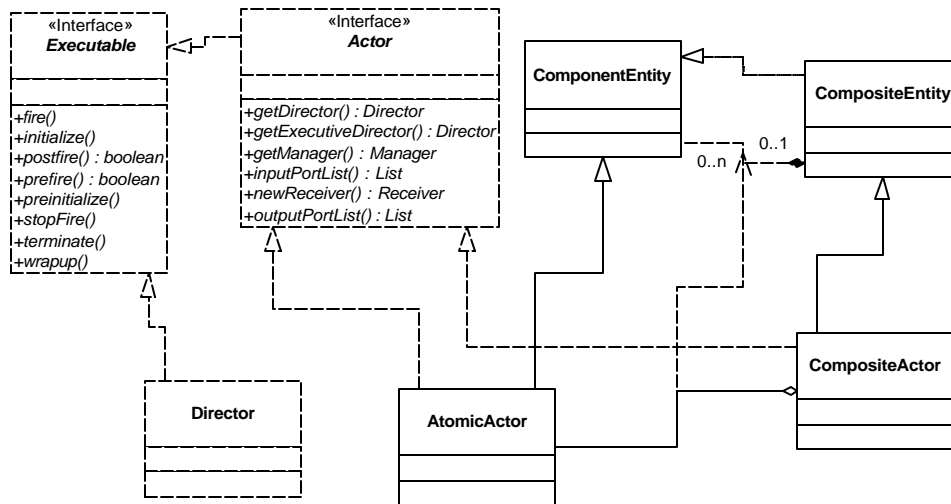 «Interface»
Executable
+fire()
+initialize()
+postfire() : boolean
+prefire() : boolean
+preinitialize()
+stopFire()
+terminate()
+wrapup()
«Interface»
Actor
+getDirector() : Director
+getExecutiveDirector() : Director
+getManager() : Manager
+inputPortList() : List
+newReceiver() : Receiver
+outputPortList() : List
ComponentEntity
CompositeEntity
0..n
0..1
Director
AtomicActor
CompositeActor